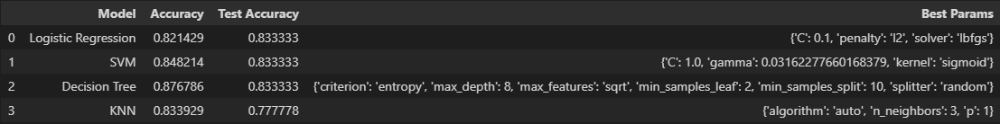 Model Accuracy Test Accuracy Best Params
0 Logistic Regression 0.821429 0.833333 {'C': 0.1, 'penalty': 'l2', 'solver': 'lbfgs'}
1 SVM 0.848214 0.833333 {'C': 1.0, 'gamma': 0.03162277660168379, 'kernel': 'sigmoid'}
2 Decision Tree 0.876786 0.833333 {'criterion': 'entropy', 'max_depth': 8, 'max_features': 'sqrt', 'min_samples_leaf': 2, 'min_samples_split': 10, 'splitter': 'random'}
3 KNN 0.833929 0.777778 {'algorithm': 'auto', 'n_neighbors': 3, 'p': 1}